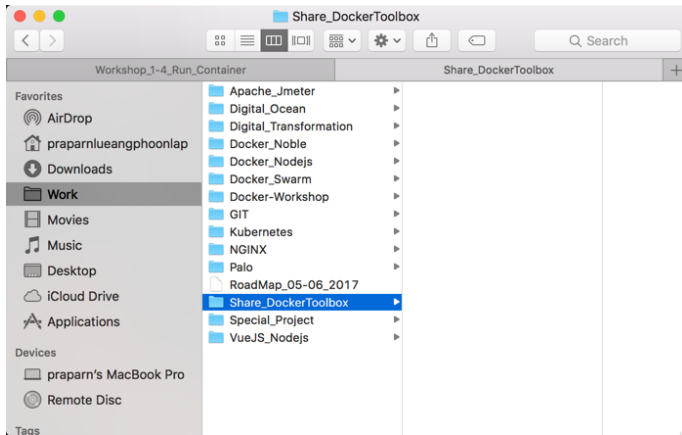 Share_DockerToolbox
Search
Workshop_1-4_Run_Container
Share_DockerToolbox
Favorites
AirDrop
praparnlueangphoonlap
Downloads
Work
Movies
Music
Desktop
iCloud Drive
Applications
Devices
praparn's MacBook Pro
Remote Disc
Tags
Apache_Jmeter
Digital_Ocean
Digital_Transformation
Docker_Noble
Docker_Nodejs
Docker_Swarm
Docker-Workshop
GIT
Kubernetes
NGINX
Palo
RoadMap_05-06_2017
Share_DockerToolbox
Special_Project
VueJS_Nodejs